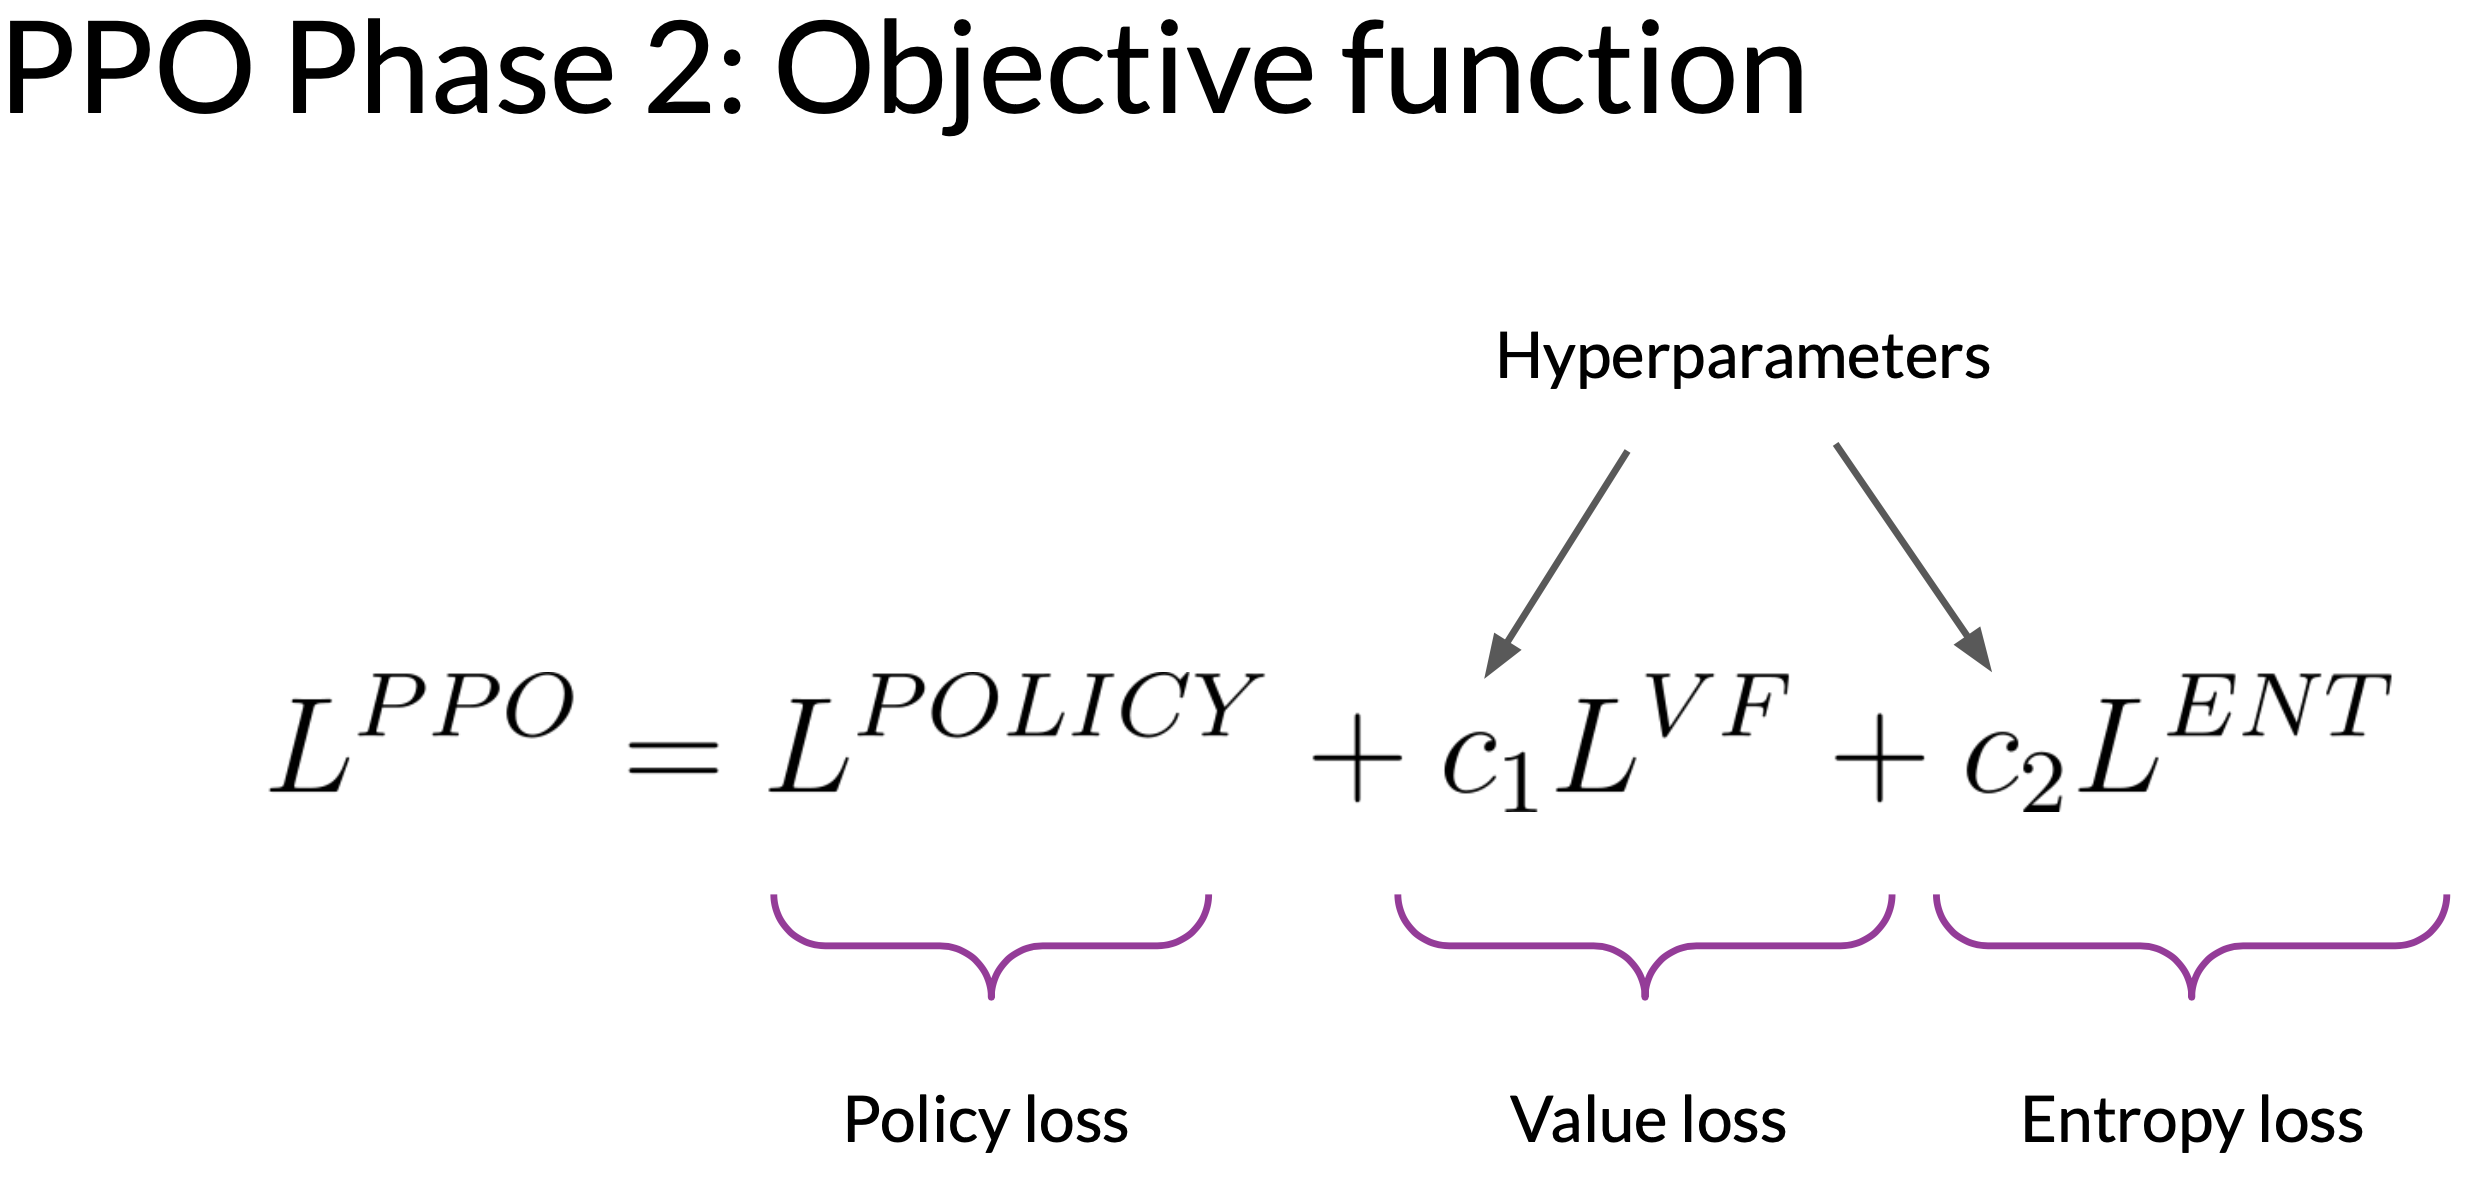 PPO Phase 2: Objective function
Hyperparameters
L^{PPO} = L^{POLICY} + c_1 L^{VF} + c_2 L^{ENT}
Policy loss
Value loss
Entropy loss